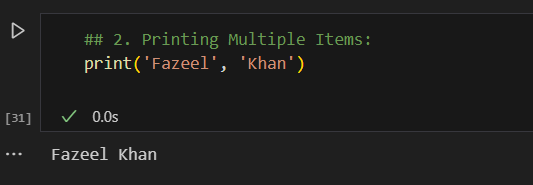 ## 2. Printing Multiple Items:
print('Fazeel', 'Khan')
[31]
0.0s
Fazeel Khan